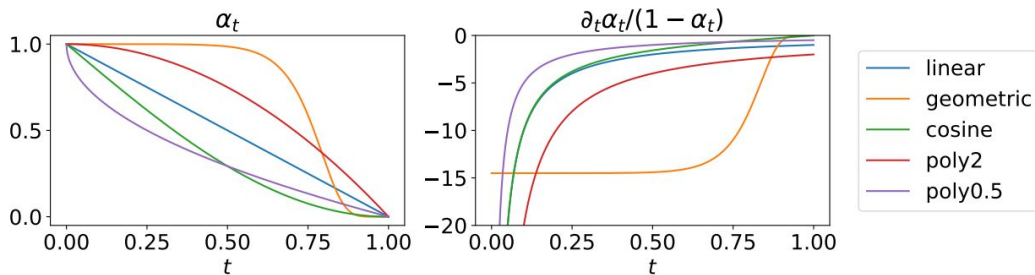 α_t
1.0
0.5
0.0
0.00 0.25 0.50 0.75 1.00
t
∂_tα_t/(1 − α_t)
0
−5
−10
−15
−20
0.00 0.25 0.50 0.75 1.00
t
linear
geometric
cosine
poly2
poly0.5